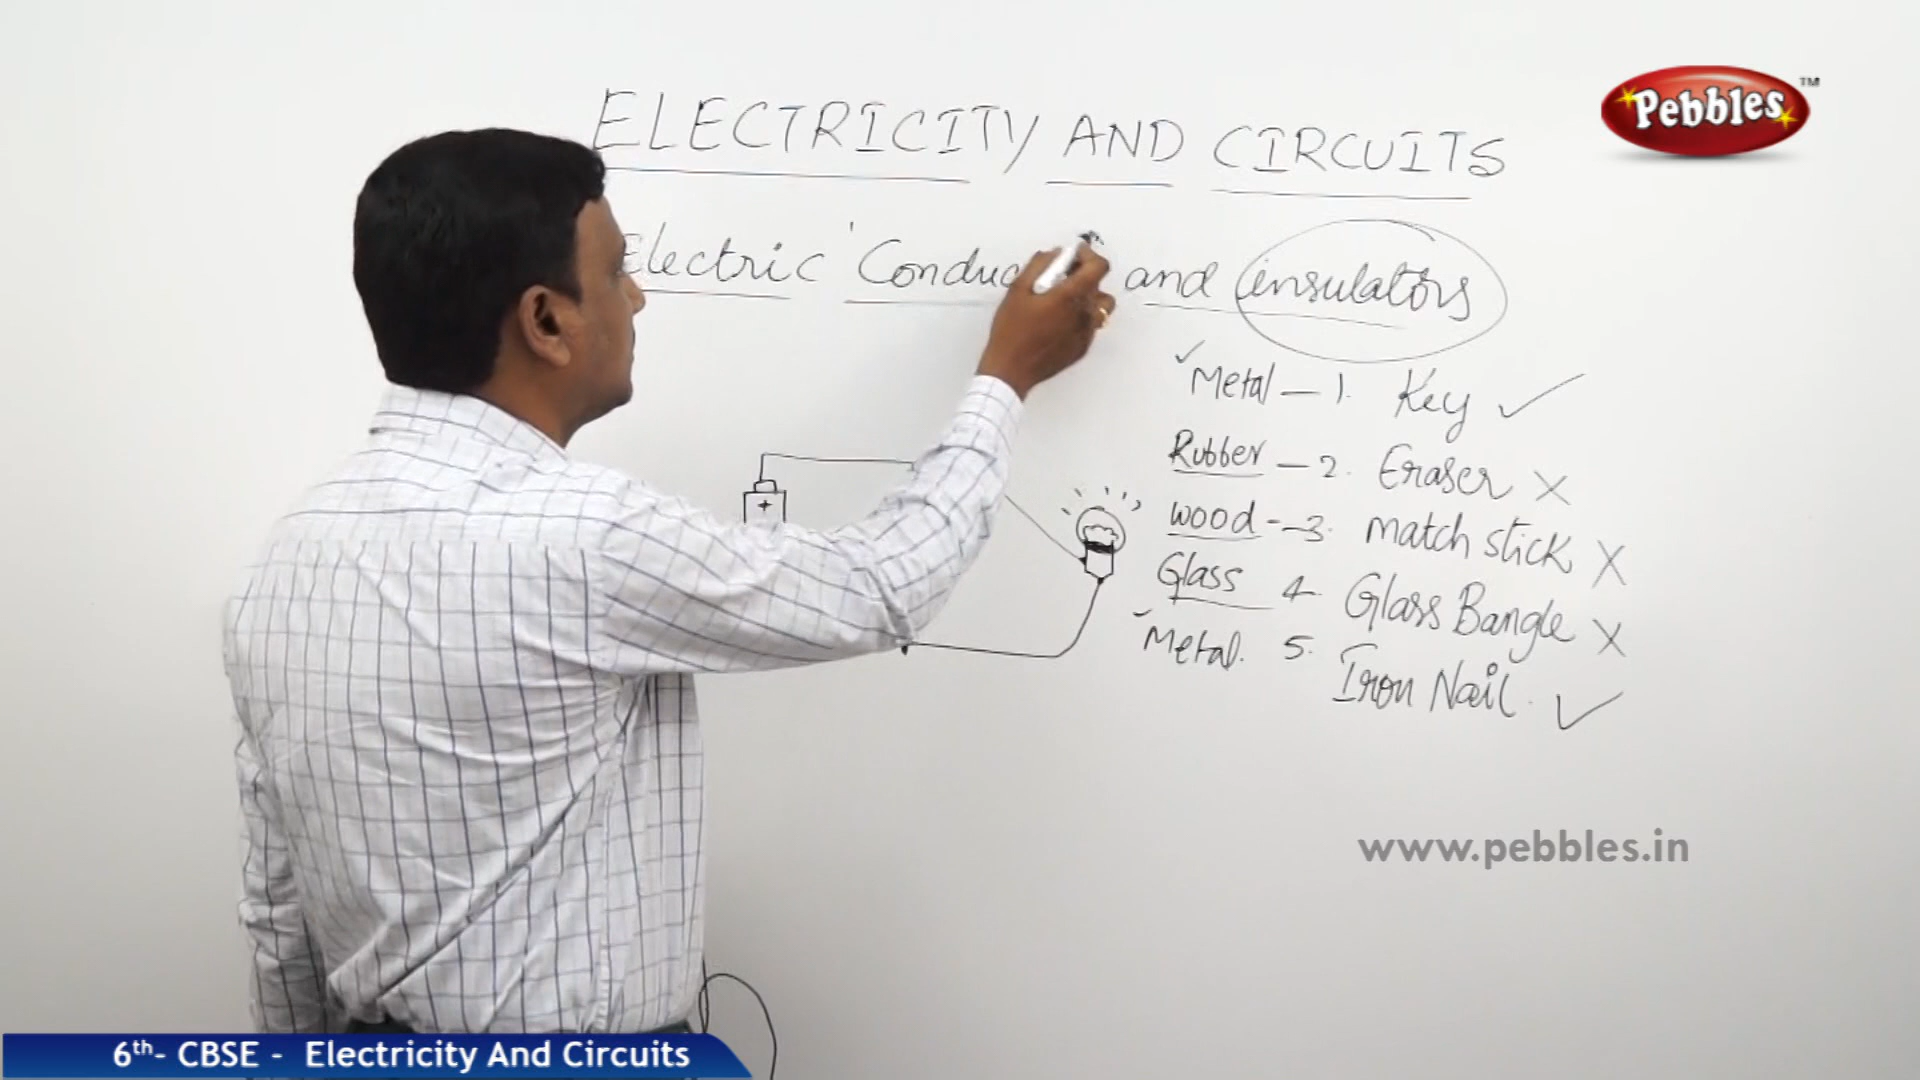 Pebbles™
ELECTRICITY AND CIRCUITS
Electric Conduc and insulators
Metal – 1. Key ✓
Rubber – 2. Eraser X
wood - – 3. Match stick X
Glass 4. Glass Bangle X
Metal. 5. Iron Nail. ✓
+
www.pebbles.in
6th- CBSE - Electricity And Circuits